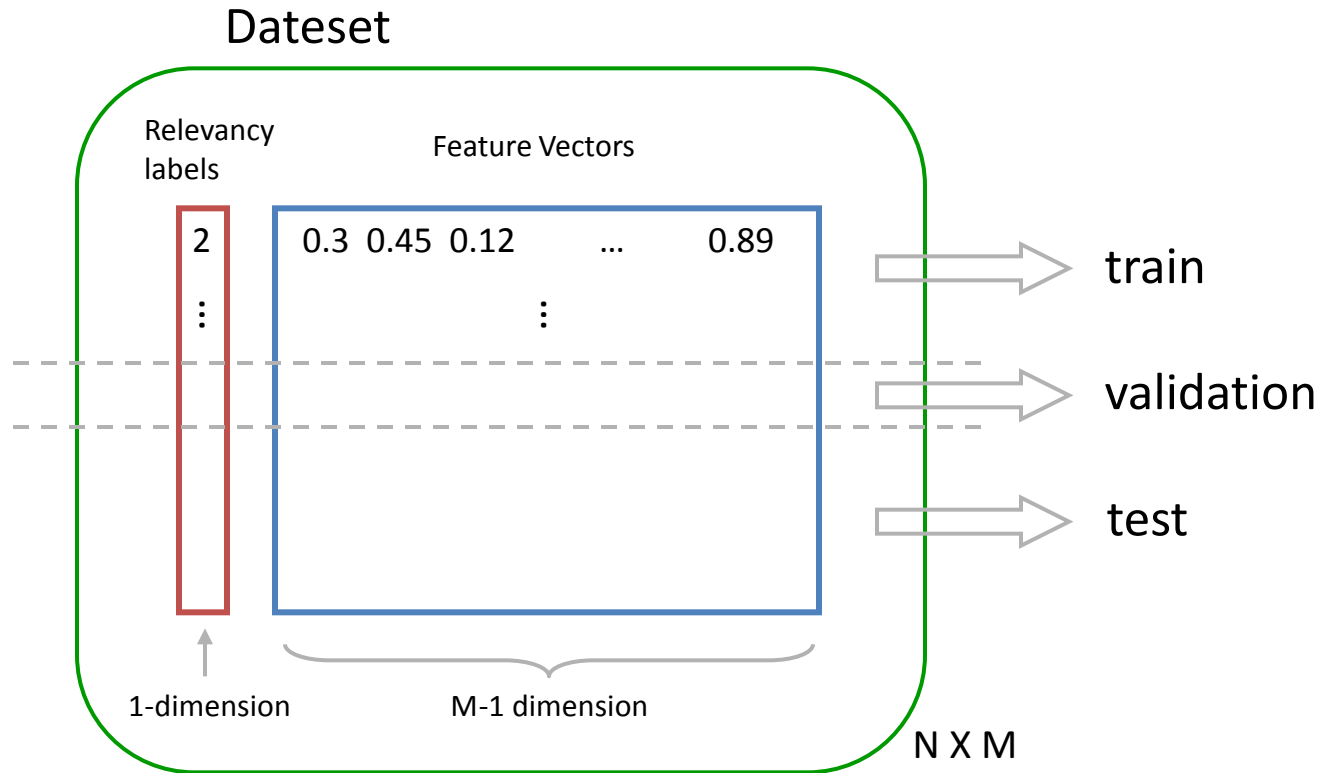 Dateset
Relevancy
labels
Feature Vectors
2 0.3 0.45 0.12 ... 0.89
⋮ ⋮
train
validation
test
1-dimension
M-1 dimension
N X M